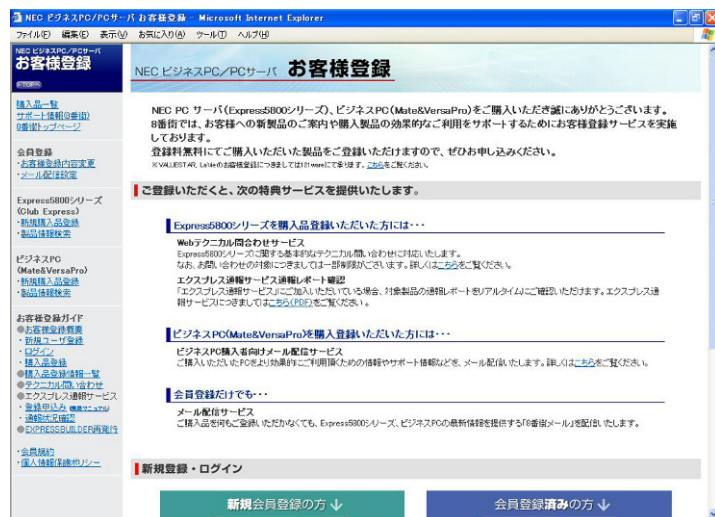 NEC ビジネスPC/PCサーバ お客様登録 - Microsoft Internet Explorer
ファイル(F) 編集(E) 表示(V) お気に入り(A) ツール(T) ヘルプ(H)
NEC ビジネスPC/PCサーバ
お客様登録
購入品一覧
サポート情報(8番街)
8番街トップページ
会員登録
・お客様登録内容変更
・メール配信設定
Express5800シリーズ
(Club Express)
・新規購入品登録
・製品情報検索
ビジネスPC
(Mate&VersaPro)
・新規購入品登録
・製品情報検索
お客様登録ガイド
●お客様登録概要
・新規ユーザ登録
・ログイン
・購入品登録
●購入品登録情報一覧
●テクニカル問い合わせ
●エクスプレス通報サービス
・登録申込み
・通報状況確認
●EXPRESSBUILDER再発行
・会員規約
・個人情報保護ポリシー
NEC ビジネスPC/PCサーバ お客様登録
NEC PC サーバ(Express5800シリーズ)、ビジネスPC(Mate&VersaPro)をご購入いただき誠にありがとうございます。
8番街では、お客様への新製品のご案内や購入製品の効果的なご利用をサポートするためにお客様登録サービスを実施
しております。
登録料無料にてご購入いただいた製品をご登録いただけますので、ぜひお申し込みください。
※VALUESTAR, LaVieのお客様登録につきましては121wareにて承ります。こちらをご覧ください。
ご登録いただくと、次の特典サービスを提供いたします。
Express5800シリーズを購入品登録いただいた方には・・・
Webテクニカル問合わせサービス
Express5800シリーズに関する基本的なテクニカル問い合わせに対応いたします。
なお、お問い合わせの対象につきましては一部制限がございます。詳しくはこちらをご覧ください。
エクスプレス通報サービス通報レポート確認
「エクスプレス通報サービス」にご加入いただいている場合、対象製品の通報レポートをリアルタイムにご確認いただけます。エクスプレス通
報サービスにつきましてはこちら(PDF)をご覧ください。
ビジネスPC(Mate&VersaPro)を購入登録いただいた方には・・・
ビジネスPC購入者向けメール配信サービス
ご購入いただいたPCをより効果的にご利用頂くための情報やサポート情報などを、メール配信いたします。詳しくはこちらをご覧ください。
会員登録だけでも・・・
メール配信サービス
ご購入品を何もご登録いただかなくても、Express5800シリーズ、ビジネスPCの最新情報を提供する「8番街メール」を配信いたします。
新規登録・ログイン
新規会員登録の方↓
会員登録済みの方↓